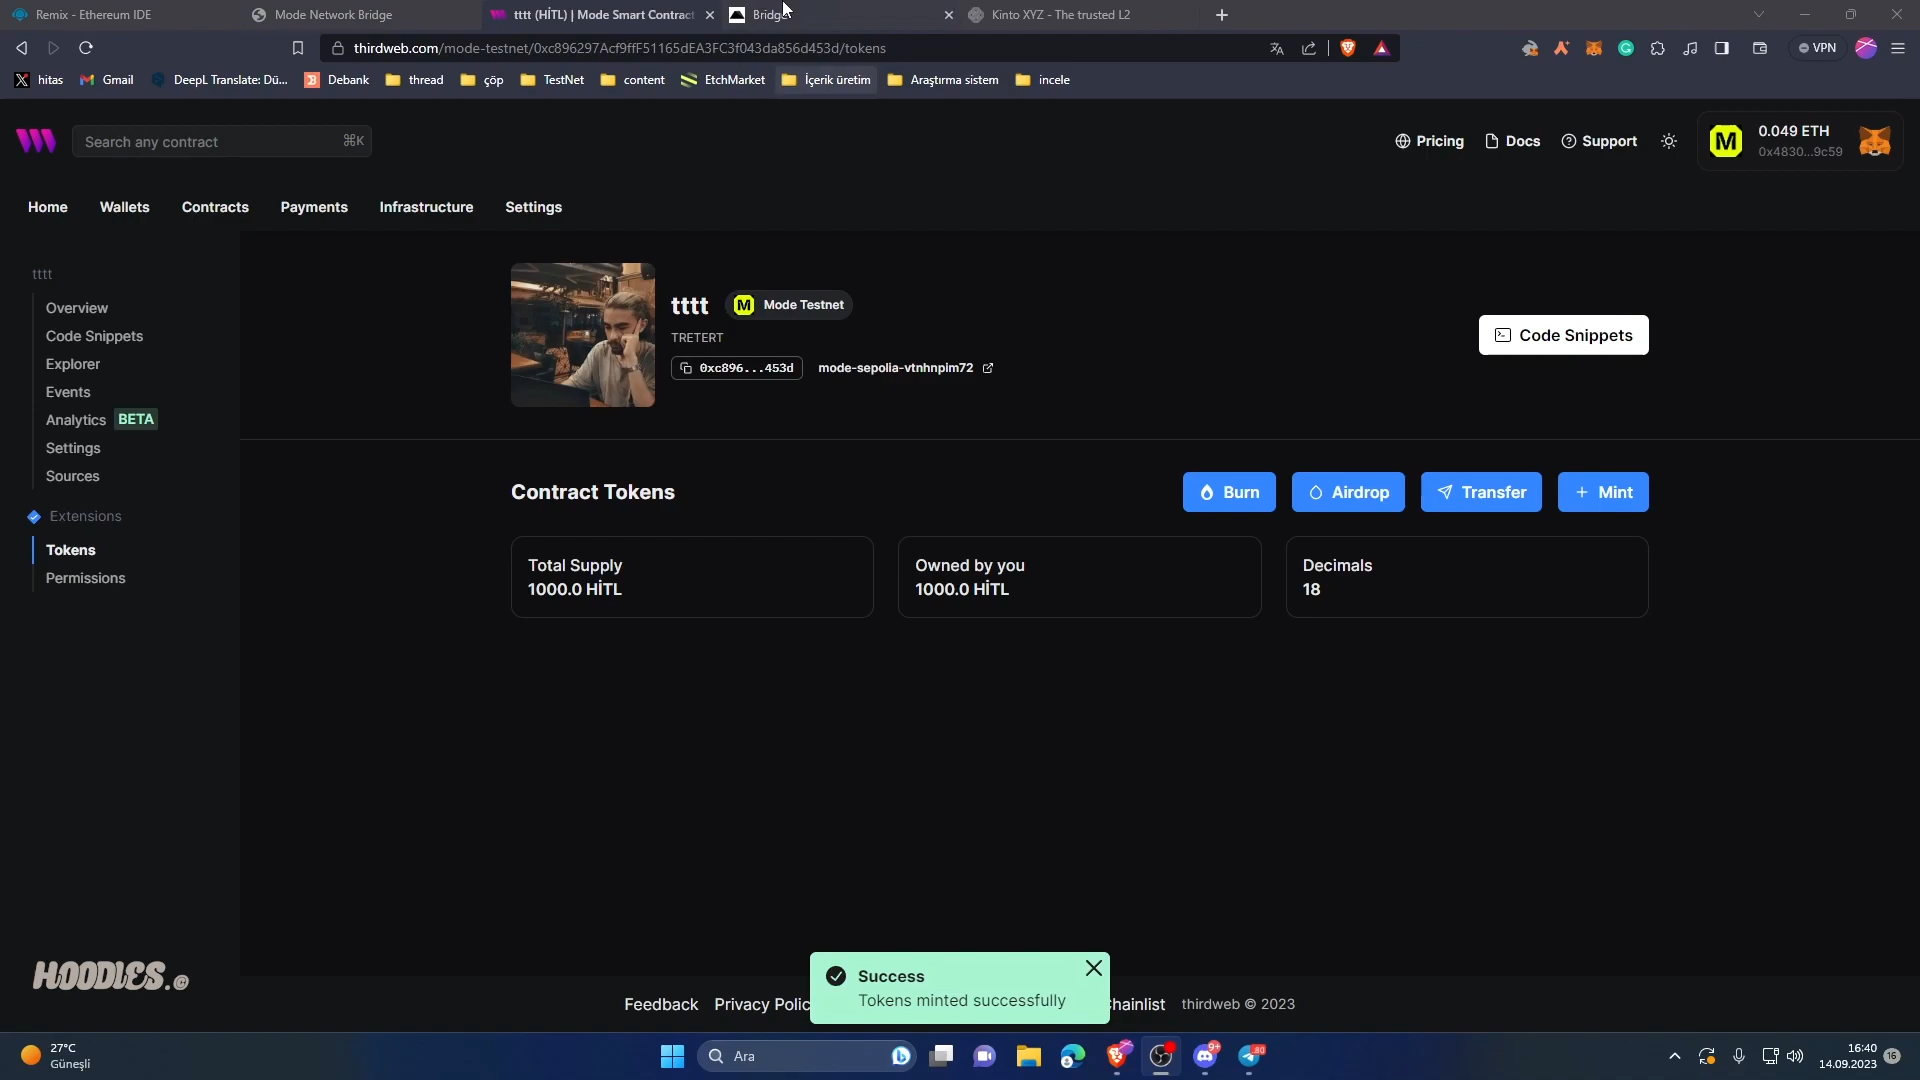 Remix - Ethereum IDE
Mode Network Bridge
tttt (HİTL) | Mode Smart Contract
Bridge
Kinto XYZ - The trusted L2
thirdweb.com/mode-testnet/0xc896297Acf9ffF51165dEA3FC3f043da856d453d/tokens
VPN
hitas
Gmail
DeepL Translate: Dü...
Debank
thread
çöp
TestNet
content
EtchMarket
İçerik üretim
Araştırma sistem
incele
Search any contract
⌘K
Pricing
Docs
Support
M
0.049 ETH
0x4830...9c59
Home
Wallets
Contracts
Payments
Infrastructure
Settings
tttt
Overview
Code Snippets
Explorer
Events
Analytics BETA
Settings
Sources
Extensions
Tokens
Permissions
tttt
M Mode Testnet
TRETERT
0xc896...453d
mode-sepolia-vtnhnpim72
Code Snippets
Contract Tokens
Burn
Airdrop
Transfer
+ Mint
Total Supply
1000.0 HİTL
Owned by you
1000.0 HİTL
Decimals
18
HOODIES.@
Success
Tokens minted successfully
Feedback
Privacy Polic
hainlist
thirdweb © 2023
27°C
Güneşli
Ara
9+
80
16:40
14.09.2023
16